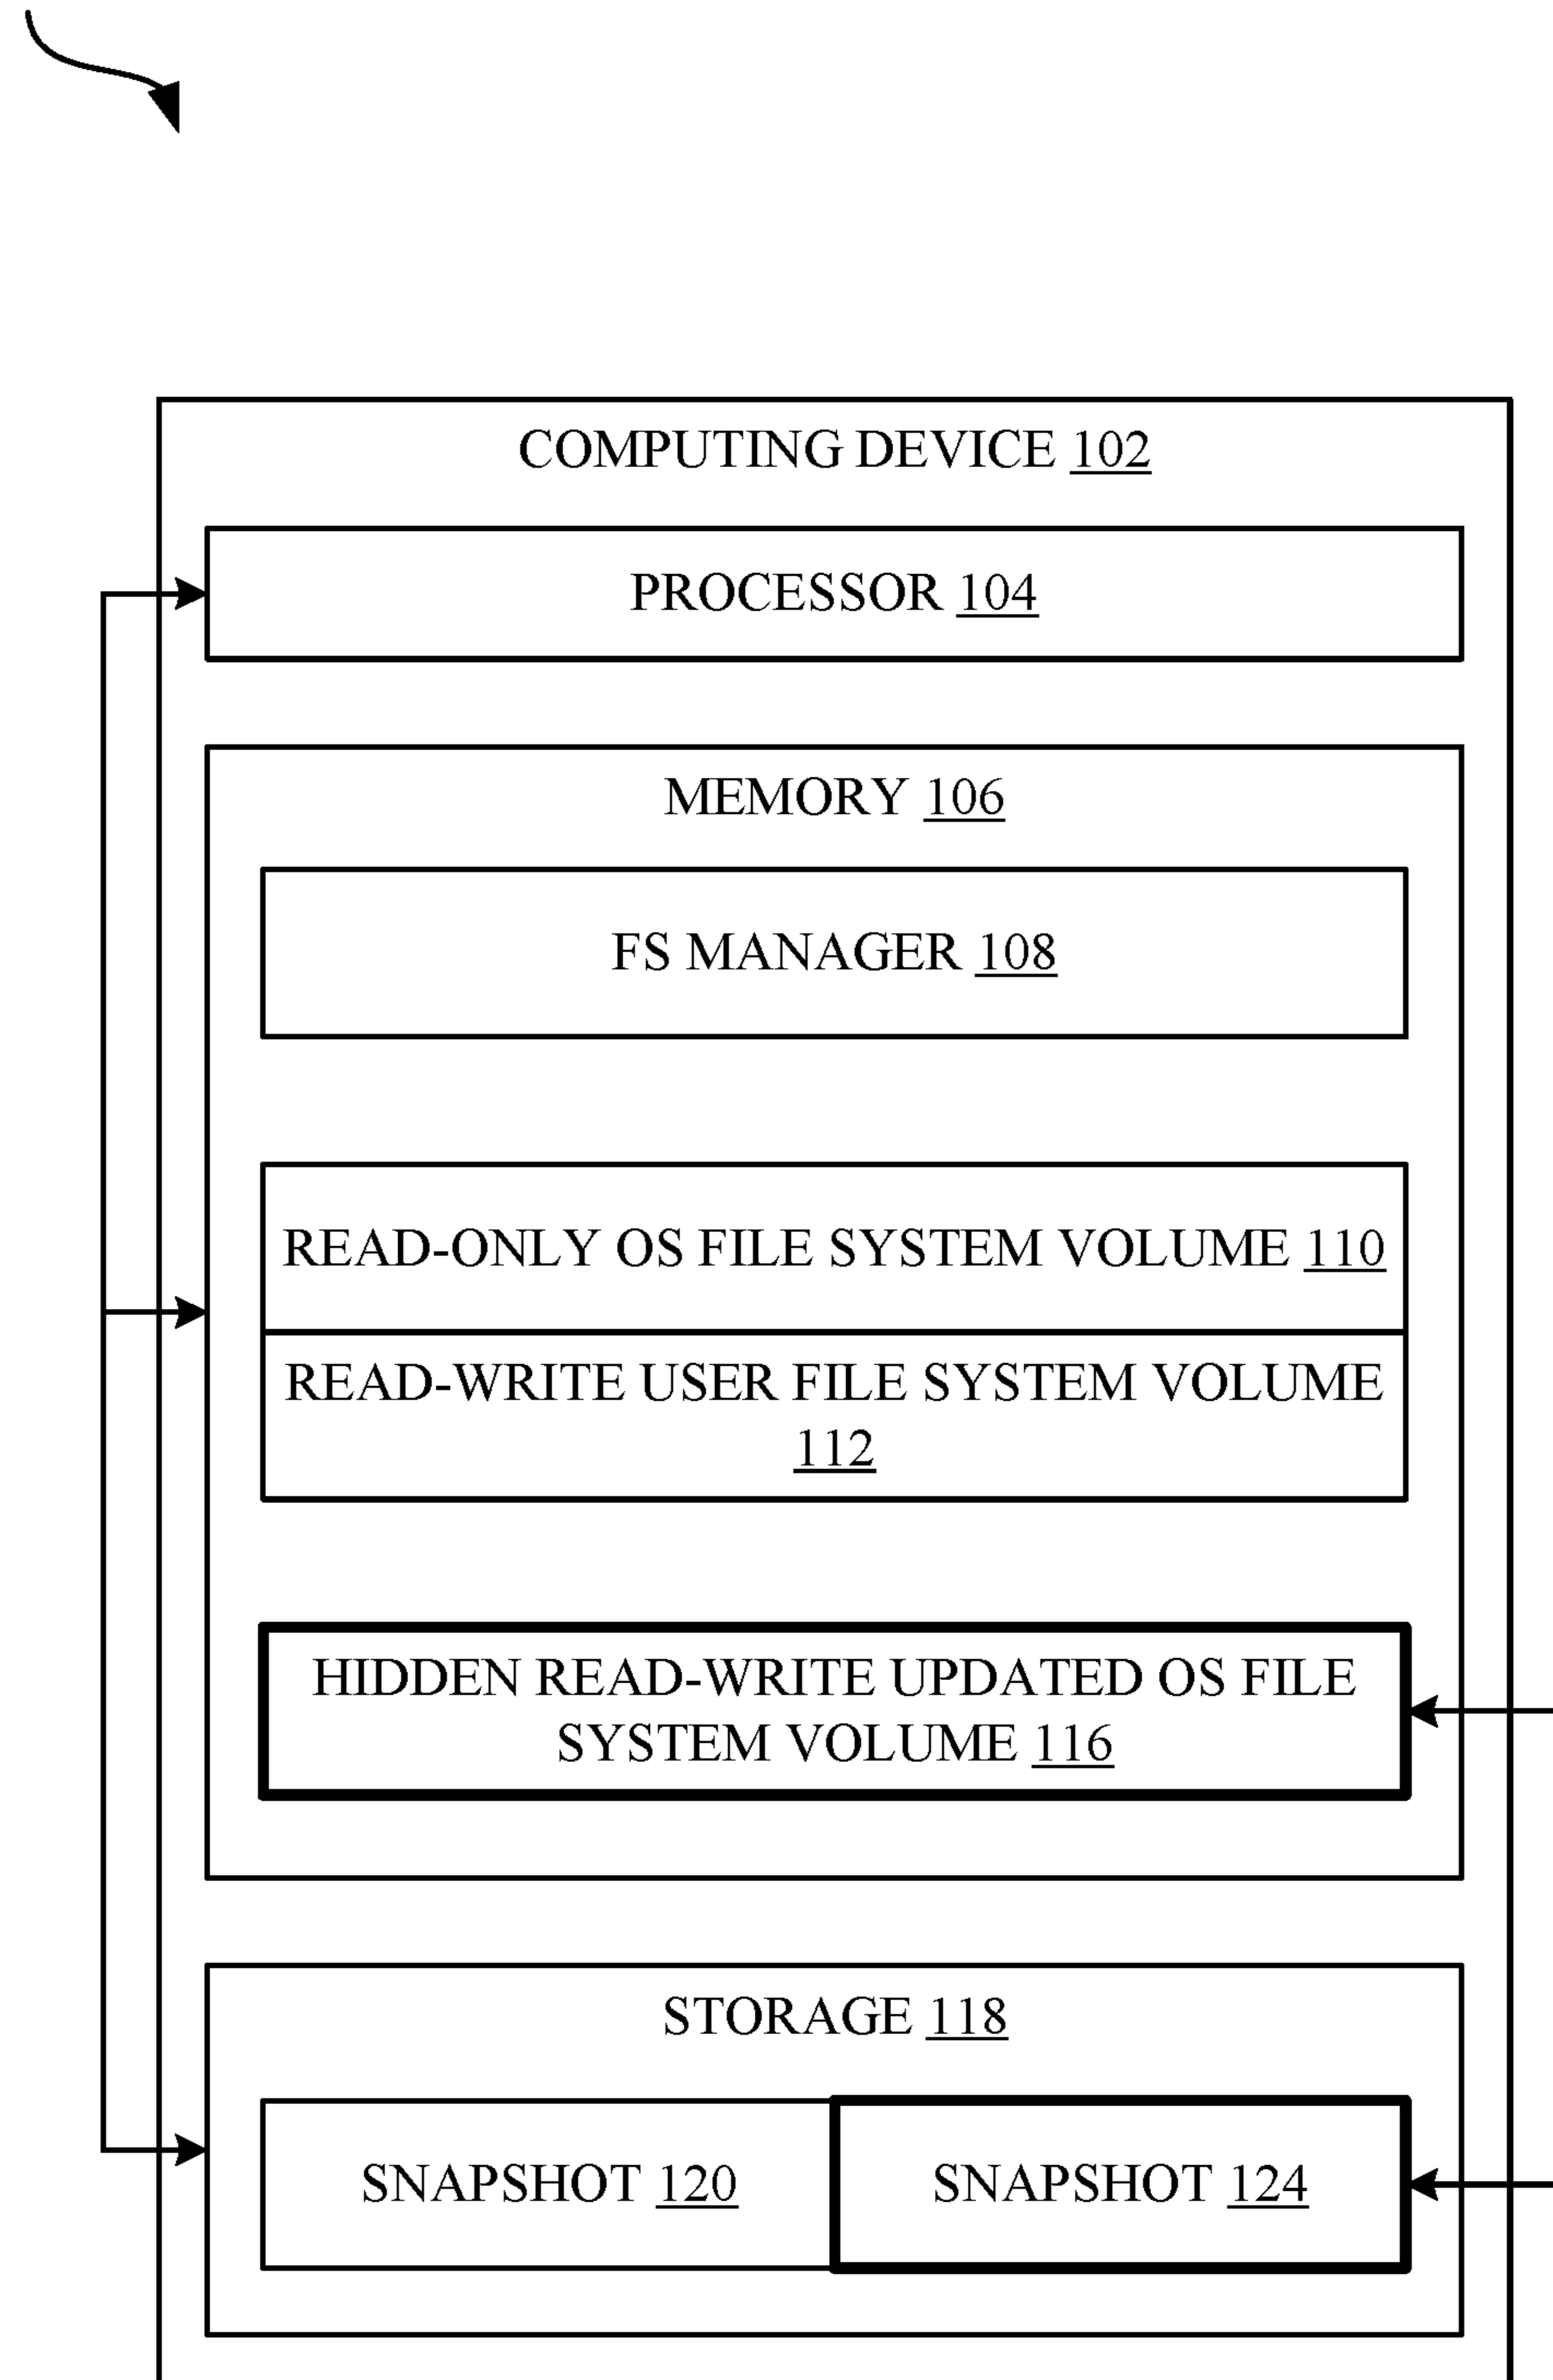 COMPUTING DEVICE 102
PROCESSOR 104
MEMORY 106
FS MANAGER 108
READ-ONLY OS FILE SYSTEM VOLUME 110
READ-WRITE USER FILE SYSTEM VOLUME
112
HIDDEN READ-WRITE UPDATED OS FILE
SYSTEM VOLUME 116
STORAGE 118
SNAPSHOT 120
SNAPSHOT 124